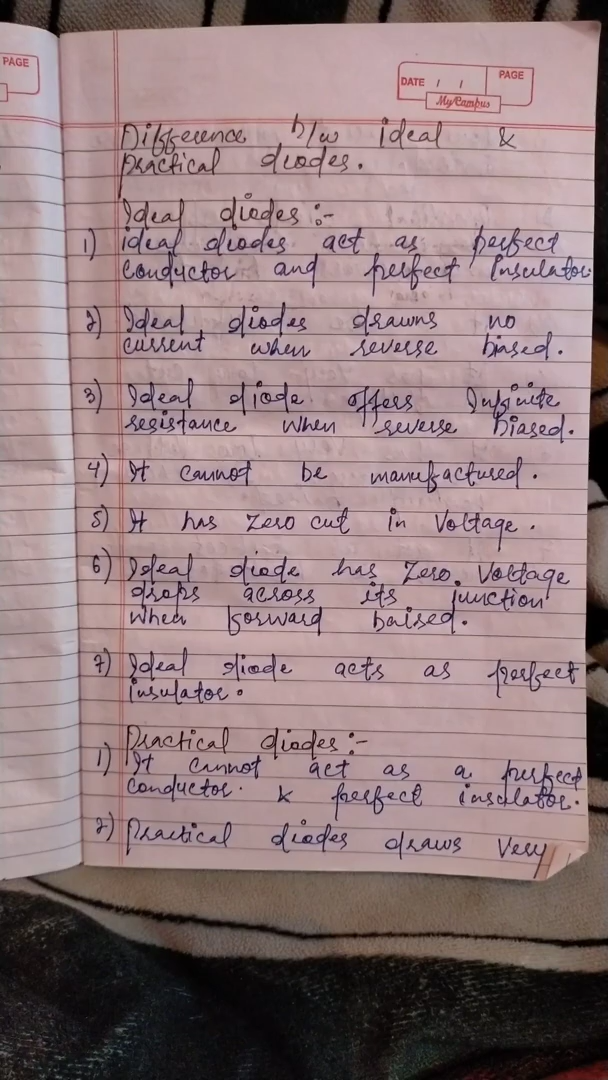 PAGE
DATE / / PAGE
MyCampus
Difference b/w ideal &
practical diodes.
Ideal diodes :-
1) ideal diodes act as perfect
conductor and perfect Insulator.
2) Ideal diodes drawns no
current when reverse biased.
3) Ideal diode offers Infinite
resistance when reverse biased.
4) It cannot be manufactured.
5) It has Zero cut in Voltage.
6) Ideal diode has Zero Voltage
drops across its junction
when forward baised.
7) Ideal diode acts as perfect
insulator.
Practical diodes :-
1) It cannot act as a perfect
conductor. & perfect insulator.
2) Practical diodes draws Very